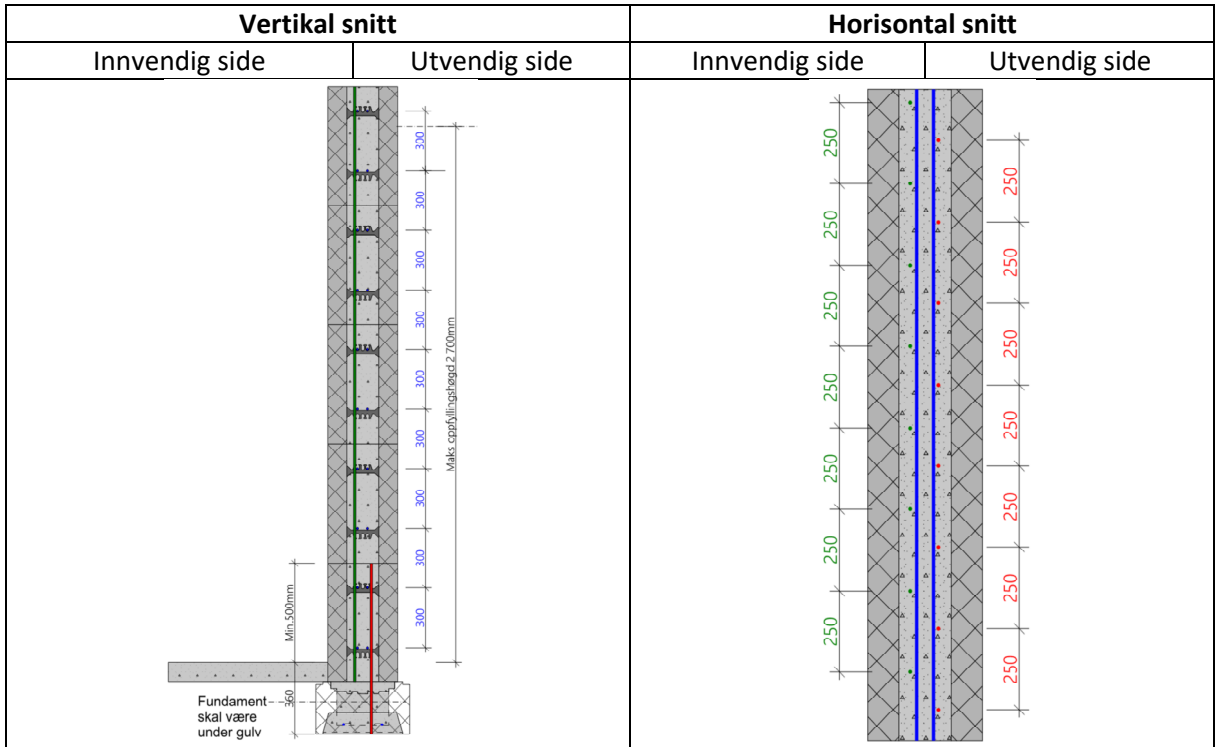 Vertikal snitt
Innvendig side
Utvendig side
300
300
300
300
300
300
300
300
300
Maks oppfyllingshøgd 2 700mm
Min.500mm
360
Fundament
skal være
under gulv
Horisontal snitt
Innvendig side
Utvendig side
250
250
250
250
250
250
250
250
250
250
250
250
250
250